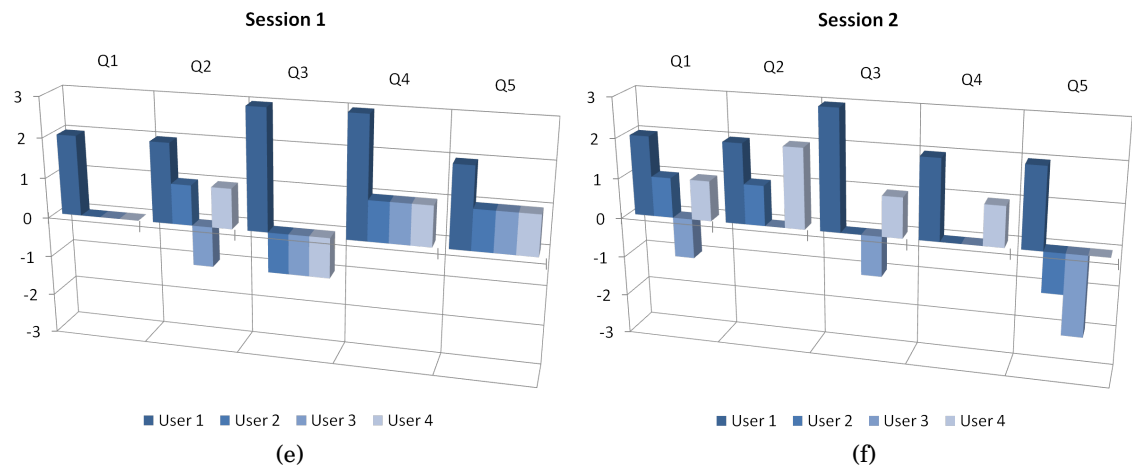 Session 1
Q1 Q2 Q3 Q4 Q5
3
2
1
0
-1
-2
-3
User 1 User 2 User 3 User 4
(e)
Session 2
Q1 Q2 Q3 Q4 Q5
3
2
1
0
-1
-2
-3
User 1 User 2 User 3 User 4
(f)